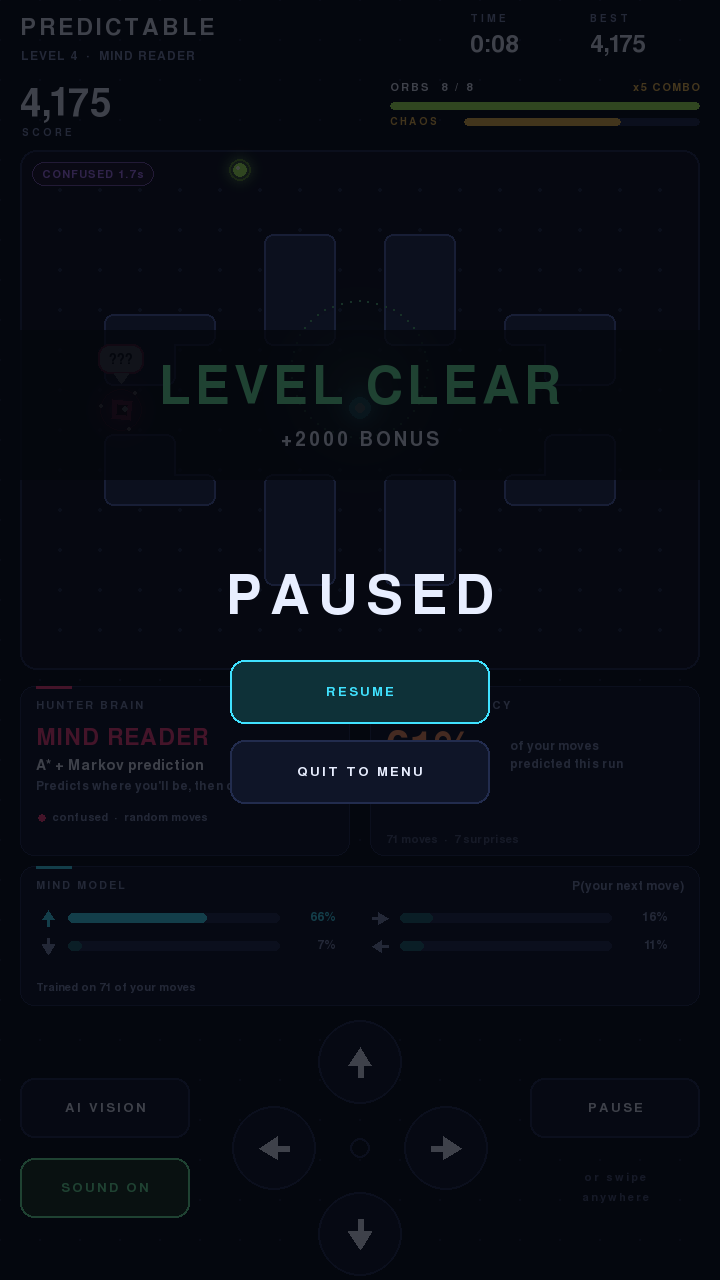 PREDICTABLE
LEVEL 4 · MIND READER
TIME
0:08
BEST
4,175
4,175
SCORE
ORBS 8 / 8
x5 COMBO
CHAOS
CONFUSED 1.7s
???
LEVEL CLEAR
+2000 BONUS
PAUSED
RESUME
QUIT TO MENU
HUNTER BRAIN
MIND READER
A* + Markov prediction
Predicts where you'll be, then
confused · random moves
CY
61%
of your moves
predicted this run
71 moves · 7 surprises
MIND MODEL
P(your next move)
66%
16%
7%
11%
Trained on 71 of your moves
AI VISION
PAUSE
SOUND ON
or swipe
anywhere